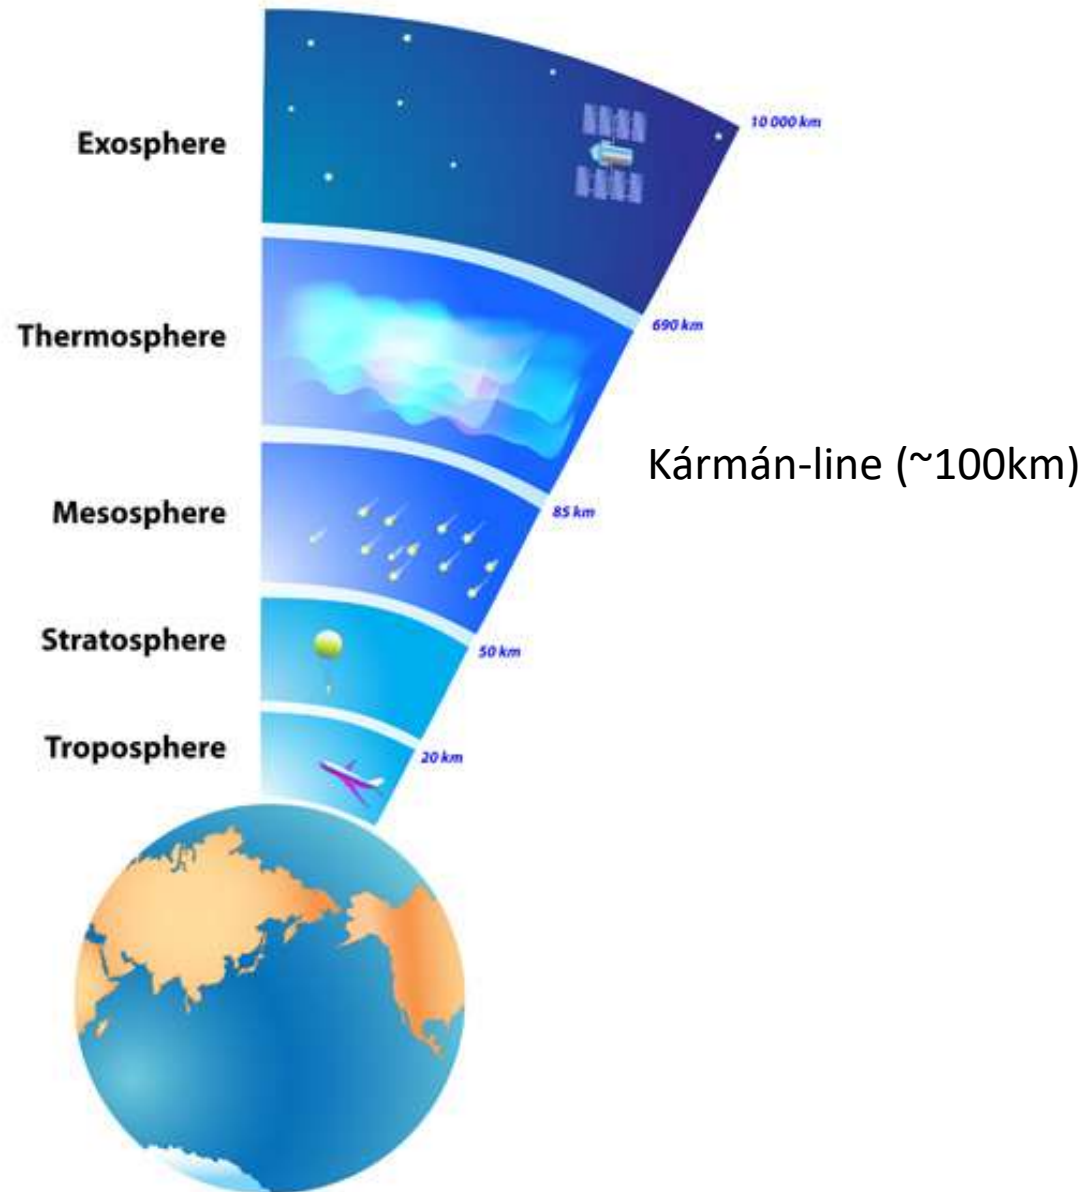 10 000 km
Exosphere
690 km
Thermosphere
Kármán-line (~100km)
Mesosphere
85 km
Stratosphere
50 km
Troposphere
20 km